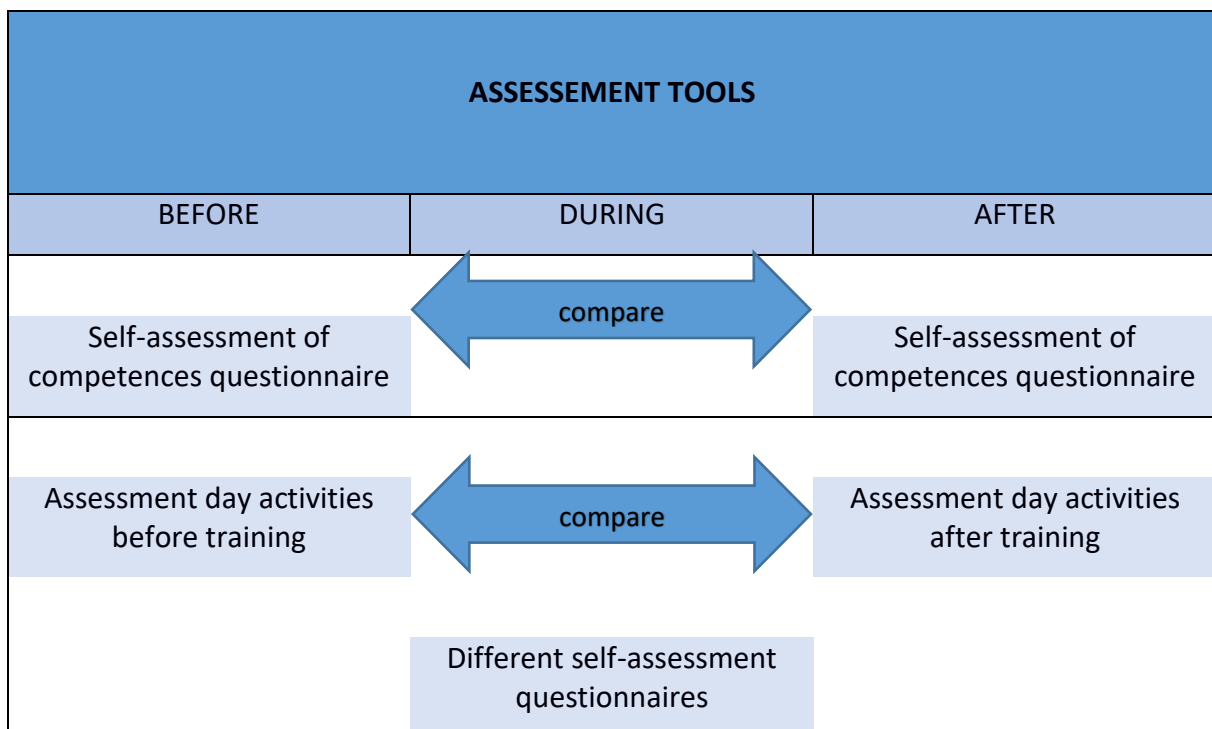 ASSESSEMENT TOOLS
BEFORE
DURING
AFTER
compare
Self-assessment of
competences questionnaire
Self-assessment of
competences questionnaire
Assessment day activities
before training
compare
Assessment day activities
after training
Different self-assessment
questionnaires